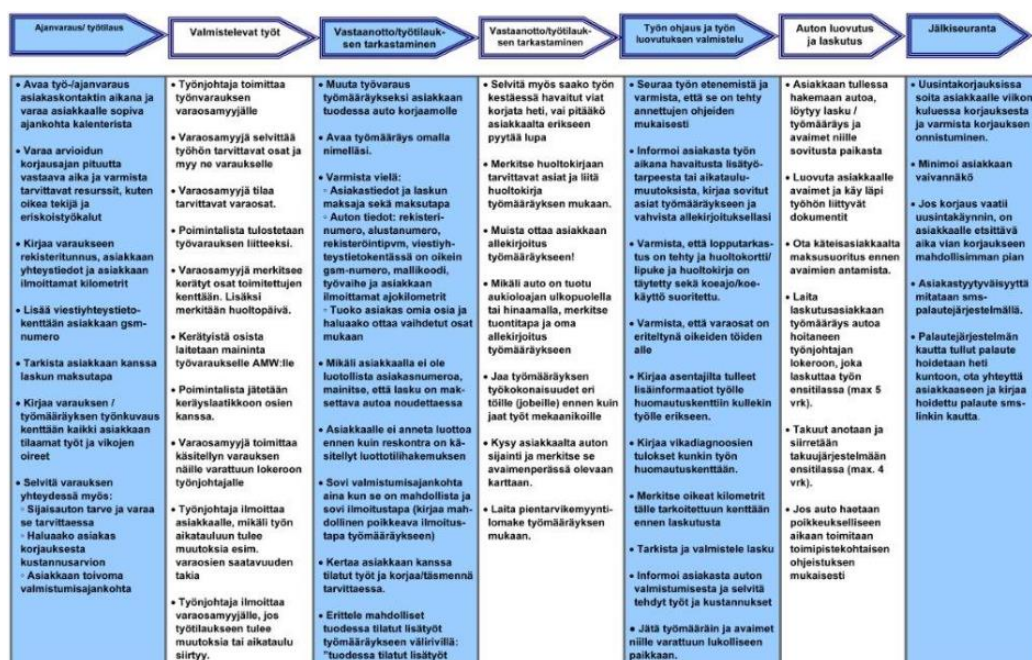 Ajanvaraus/ työtilaus
Valmistelevat työt
Vastaanotto/työtilauk-
sen tarkastaminen
Vastaanotto/työtilauk-
sen tarkastaminen
Työn ohjaus ja työn
luovutuksen valmistelu
Auton luovutus
ja laskutus
Jälkiseuranta
• Avaa työ-/ajanvaraus
asiakaskontaktin aikana ja
varaa asiakkaalle sopiva
ajankohta kalenterista
• Varaa arvioidun
korjausajan pituutta
vastaava aika ja varmista
tarvittavat resurssit, kuten
oikea tekijä ja
erikoistyökalut
• Kirjaa varaukseen
rekisteritunnus, asiakkaan
yhteystiedot ja asiakkaan
ilmoittamat kilometrit
• Lisää viestiyhteystieto-
kenttään asiakkaan gsm-
numero
• Tarkista asiakkaan kanssa
laskun maksutapa
• Kirjaa varauksen /
työmääräyksen työnkuvaus
kenttään kaikki asiakkaan
tilaamat työ ja vikojen
oireet
• Selvitä varauksen
yhteydessä myös:
◦ Sijaisauton tarve ja varaa
se tarvittaessa
◦ Haluaako asiakas
korjauksesta
kustannusarvion
◦ Asiakkaan toivoma
valmistumisajankohta
• Työnjohtaja toimittaa
työnvarauksen
varaosamyyjälle
• Varaosamyyjä selvittää
työhön tarvittavat osat ja
myy ne varaukselle
• Varaosamyyjä tilaa
tarvittavat varaosat.
• Poimintalista tulostetaan
työvarauksen liitteeksi.
• Varaosamyyjä merkitsee
kerätyt osat toimitettujen
kenttään. Lisäksi
merkitään huoltopäivä.
• Kerätyistä osista
laitetaan maininta
työvaraukselle AMW:lle
• Poimintalista jätetään
keräyslaatikkoon osien
kanssa.
• Varaosamyyjä toimittaa
käsitellyn varauksen
näille varattuun lokeroon
työnjohtajalle
• Työnjohtaja ilmoittaa
asiakkaalle, mikäli työn
aikatauluun tulee
muutoksia esim.
varaosien saatavuuden
takia
• Työnjohtaja ilmoittaa
varaosamyyjälle, jos
työtilaukseen tulee
muutoksia tai aikataulu
siirtyy.
• Muuta työvaraus
työmääräykseksi asiakkaan
tuodessa auto korjaamolle
• Avaa työmääräys omalla
nimelläsi.
• Varmista vielä:
◦ Asiakastiedot ja laskun
maksaja sekä maksutapa
◦ Auton tiedot: rekisteri-
numero, alustanumero,
rekisteröintipvm, viestiyh-
teystietokentässä on oikein
gsm-numero, mallikoodi,
työvaihe ja asiakkaan
ilmoittamat ajokilometrit
◦ Tuoko asiakas omia osia ja
haluaako ottaa vaihdetut osat
mukaan
• Mikäli asiakkaalla ei ole
luotollista asiakasnumeroa,
mainitse, että lasku on mak-
settava autoa noudettaessa
• Asiakkaalle ei anneta luottoa
ennen kuin reskontra on kä-
sitellyt luottotilihakemuksen
• Sovi valmistumisajankohta
aina kun se on mahdollista ja
sovi ilmoitustapa (kirjaa mah-
dollinen poikkeava ilmoitus-
tapa työmääräykseen)
• Kertaa asiakkaan kanssa
tilatut työt ja korjaa/täsmennä
tarvittaessa.
• Erittele mahdolliset
tuodessa tilatut lisätyöt
työmääräykseen välirivillä:
"tuodessa tilatut lisätyöt
• Selvitä myös saako työn
kestäessä havaitut viat
korjata heti, vai pitääkö
asiakkaalta erikseen
pyytää lupa
• Merkitse huoltokirjaan
tarvittavat asiat ja liitä
huoltokirja
työmääräyksen mukaan.
• Muista ottaa asiakkaan
allekirjoitus
työmääräykseen!
• Mikäli auto on tuotu
aukioloajan ulkopuolella
tai hinaamalla, merkitse
tuontitapa ja oma
allekirjoitus
työmääräykseen
• Jaa työmääräyksen
työkokonaisuudet eri
töille (jobeille) ennen kuin
jaat työt mekaanikoille
• Kysy asiakkaalta auton
sijainti ja merkitse se
avaimenperässä olevaan
karttaan.
• Laita pientarvikemyynti-
lomake työmääräyksen
mukaan.
• Seuraa työn etenemistä ja
varmista, että se on tehty
annettujen ohjeiden
mukaisesti
• Informoi asiakasta työn
aikana havaitusta lisätyö-
tarpeesta tai aikataulu-
muutoksista, kirjaa sovitut
asiat työmääräykseen ja
vahvista allekirjoituksellasi
• Varmista, että lopputarkas-
tus on tehty ja huoltokortti/
lipuke ja huoltokirja on
täytetty sekä koeajo/koe-
käyttö suoritettu.
• Varmista, että varaosat on
eriteltynä oikeiden töiden
alle
• Kirjaa asentajilta tulleet
lisäinformaatiot työlle
huomautuskenttiin kullekin
työlle erikseen.
• Kirjaa vikadiagnoosien
tulokset kunkin työn
huomautuskenttään.
• Merkitse oikeat kilometrit
tälle tarkoitettuun kenttään
ennen laskutusta
• Tarkista ja valmistele lasku
• Informoi asiakasta auton
valmistumisesta ja selvitä
tehdyt työt ja kustannukset
• Jätä työmääräin ja avaimet
niille varattuun lukolliseen
paikkaan.
• Asiakkaan tullessa
hakemaan autoa,
löytyy lasku /
työmääräys ja
avaimet niille
sovitusta paikasta
• Luovuta asiakkaalle
avaimet ja käy läpi
työhön liittyvät
dokumentit
• Ota käteisasiakkaalta
maksusuoritus ennen
avaimien antamista.
• Laita
laskutusasiakkaan
työmääräys autoa
hoitaneen
työnjohtajan
lokeroon, joka
laskuttaa työn
ensitilassa (max 5
vrk).
• Takuut anotaan ja
siirretään
takuujärjestelmään
ensitilassa (max. 4
vrk).
• Jos auto haetaan
poikkeukselliseen
aikaan toimitaan
toimipistekohtaisen
ohjeistuksen
mukaisesti
• Uusintakorjauksissa
soita asiakkaalle viikon
kuluessa korjauksesta
ja varmista korjauksen
onnistuminen.
• Minimoi asiakkaan
vaivannäkö
• Jos korjaus vaatii
uusintakäynnin, on
asiakkaalle etsittävä
aika vian korjaukseen
mahdollisimman pian
• Asiakastyytyväisyyttä
mitataan sms-
palautejärjestelmällä.
• Palautejärjestelmän
kautta tullut palaute
hoidetaan heti
kuntoon, ota yhteyttä
asiakkaaseen ja kirjaa
hoidettu palaute sms-
linkin kautta.